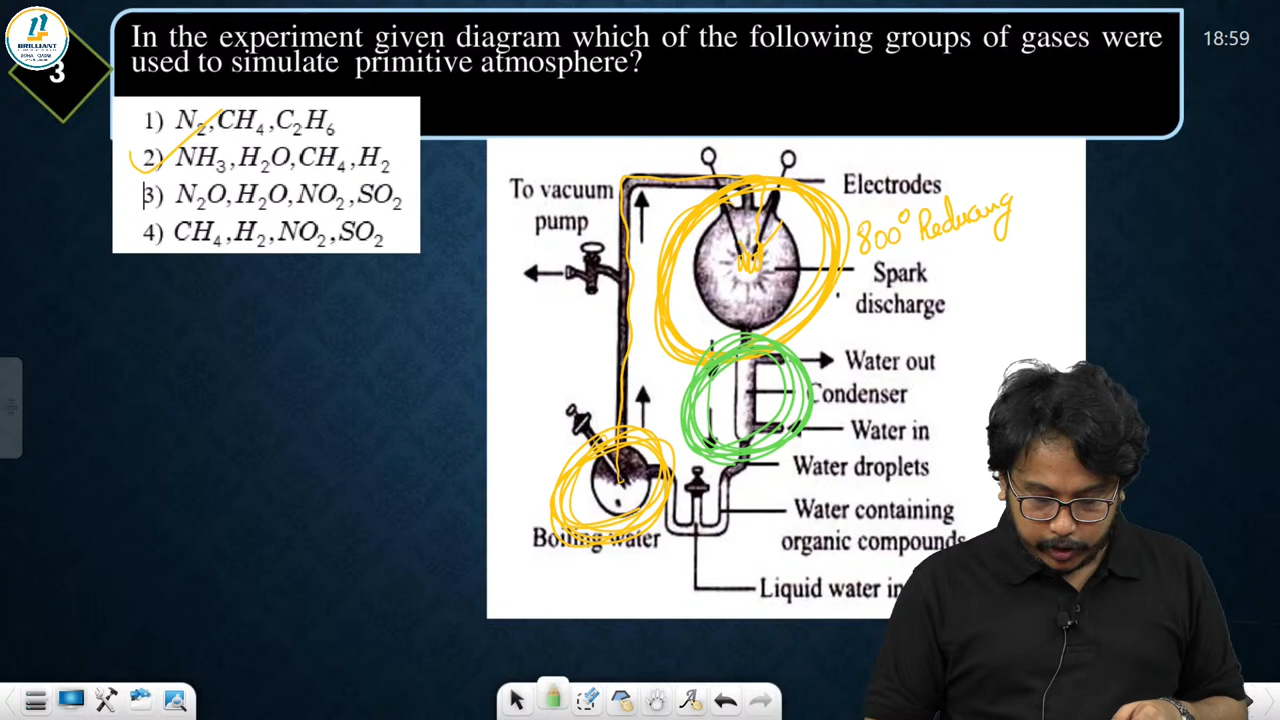 BRILLIANT
3
In the experiment given diagram which of the following groups of gases were
used to simulate primitive atmosphere?
18:59
1) N₂,CH₄,C₂H₆
2) NH₃,H₂O,CH₄,H₂
3) N₂O,H₂O,NO₂,SO₂
4) CH₄,H₂,NO₂,SO₂
To vacuum
pump
Electrodes
800° Reducing
Spark
discharge
Water out
Condenser
Water in
Water droplets
Water containing
organic compounds
Boiling water
Liquid water in